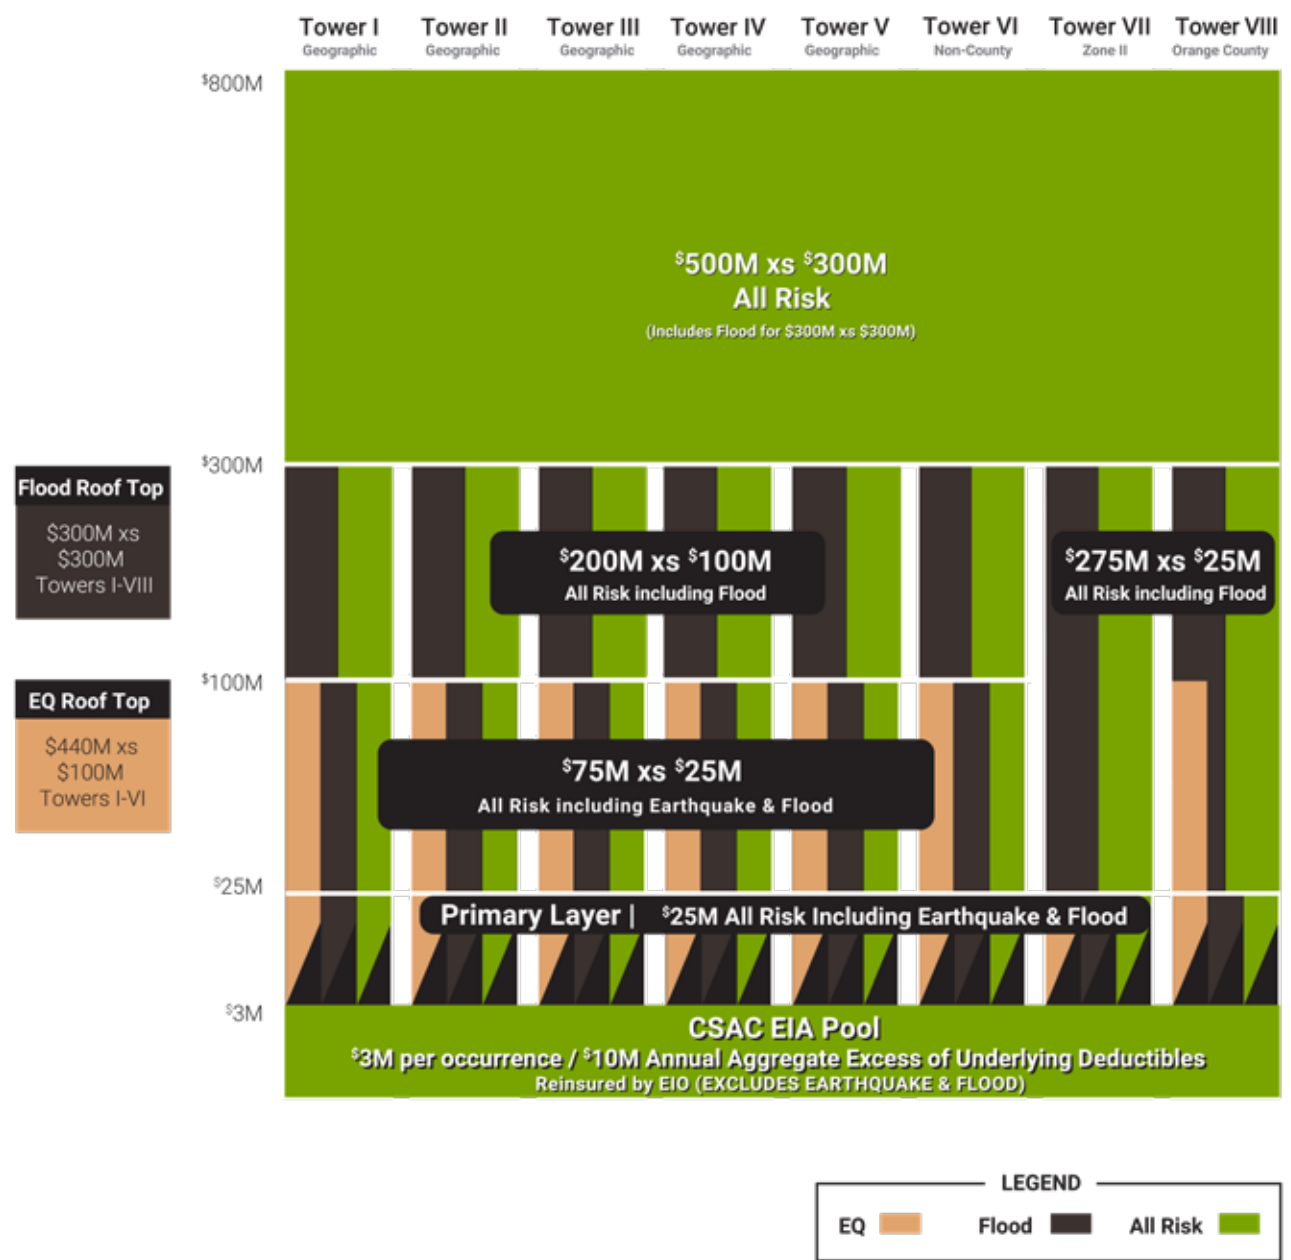 Tower I Tower II Tower III Tower IV Tower V Tower VI Tower VII Tower VIII
Geographic Geographic Geographic Geographic Geographic Non-County Zone II Orange County
$800M
$500M xs $300M
All Risk
(Includes Flood for $300M xs $300M)
$300M
Flood Roof Top
$300M xs
$300M
Towers I-VIII
$200M xs $100M
All Risk including Flood
$275M xs $25M
All Risk including Flood
$100M
EQ Roof Top
$440M xs
$100M
Towers I-VI
$75M xs $25M
All Risk including Earthquake & Flood
$25M
Primary Layer | $25M All Risk Including Earthquake & Flood
$3M
CSAC EIA Pool
$3M per occurrence / $10M Annual Aggregate Excess of Underlying Deductibles
Reinsured by EIO (EXCLUDES EARTHQUAKE & FLOOD)
LEGEND
EQ Flood All Risk